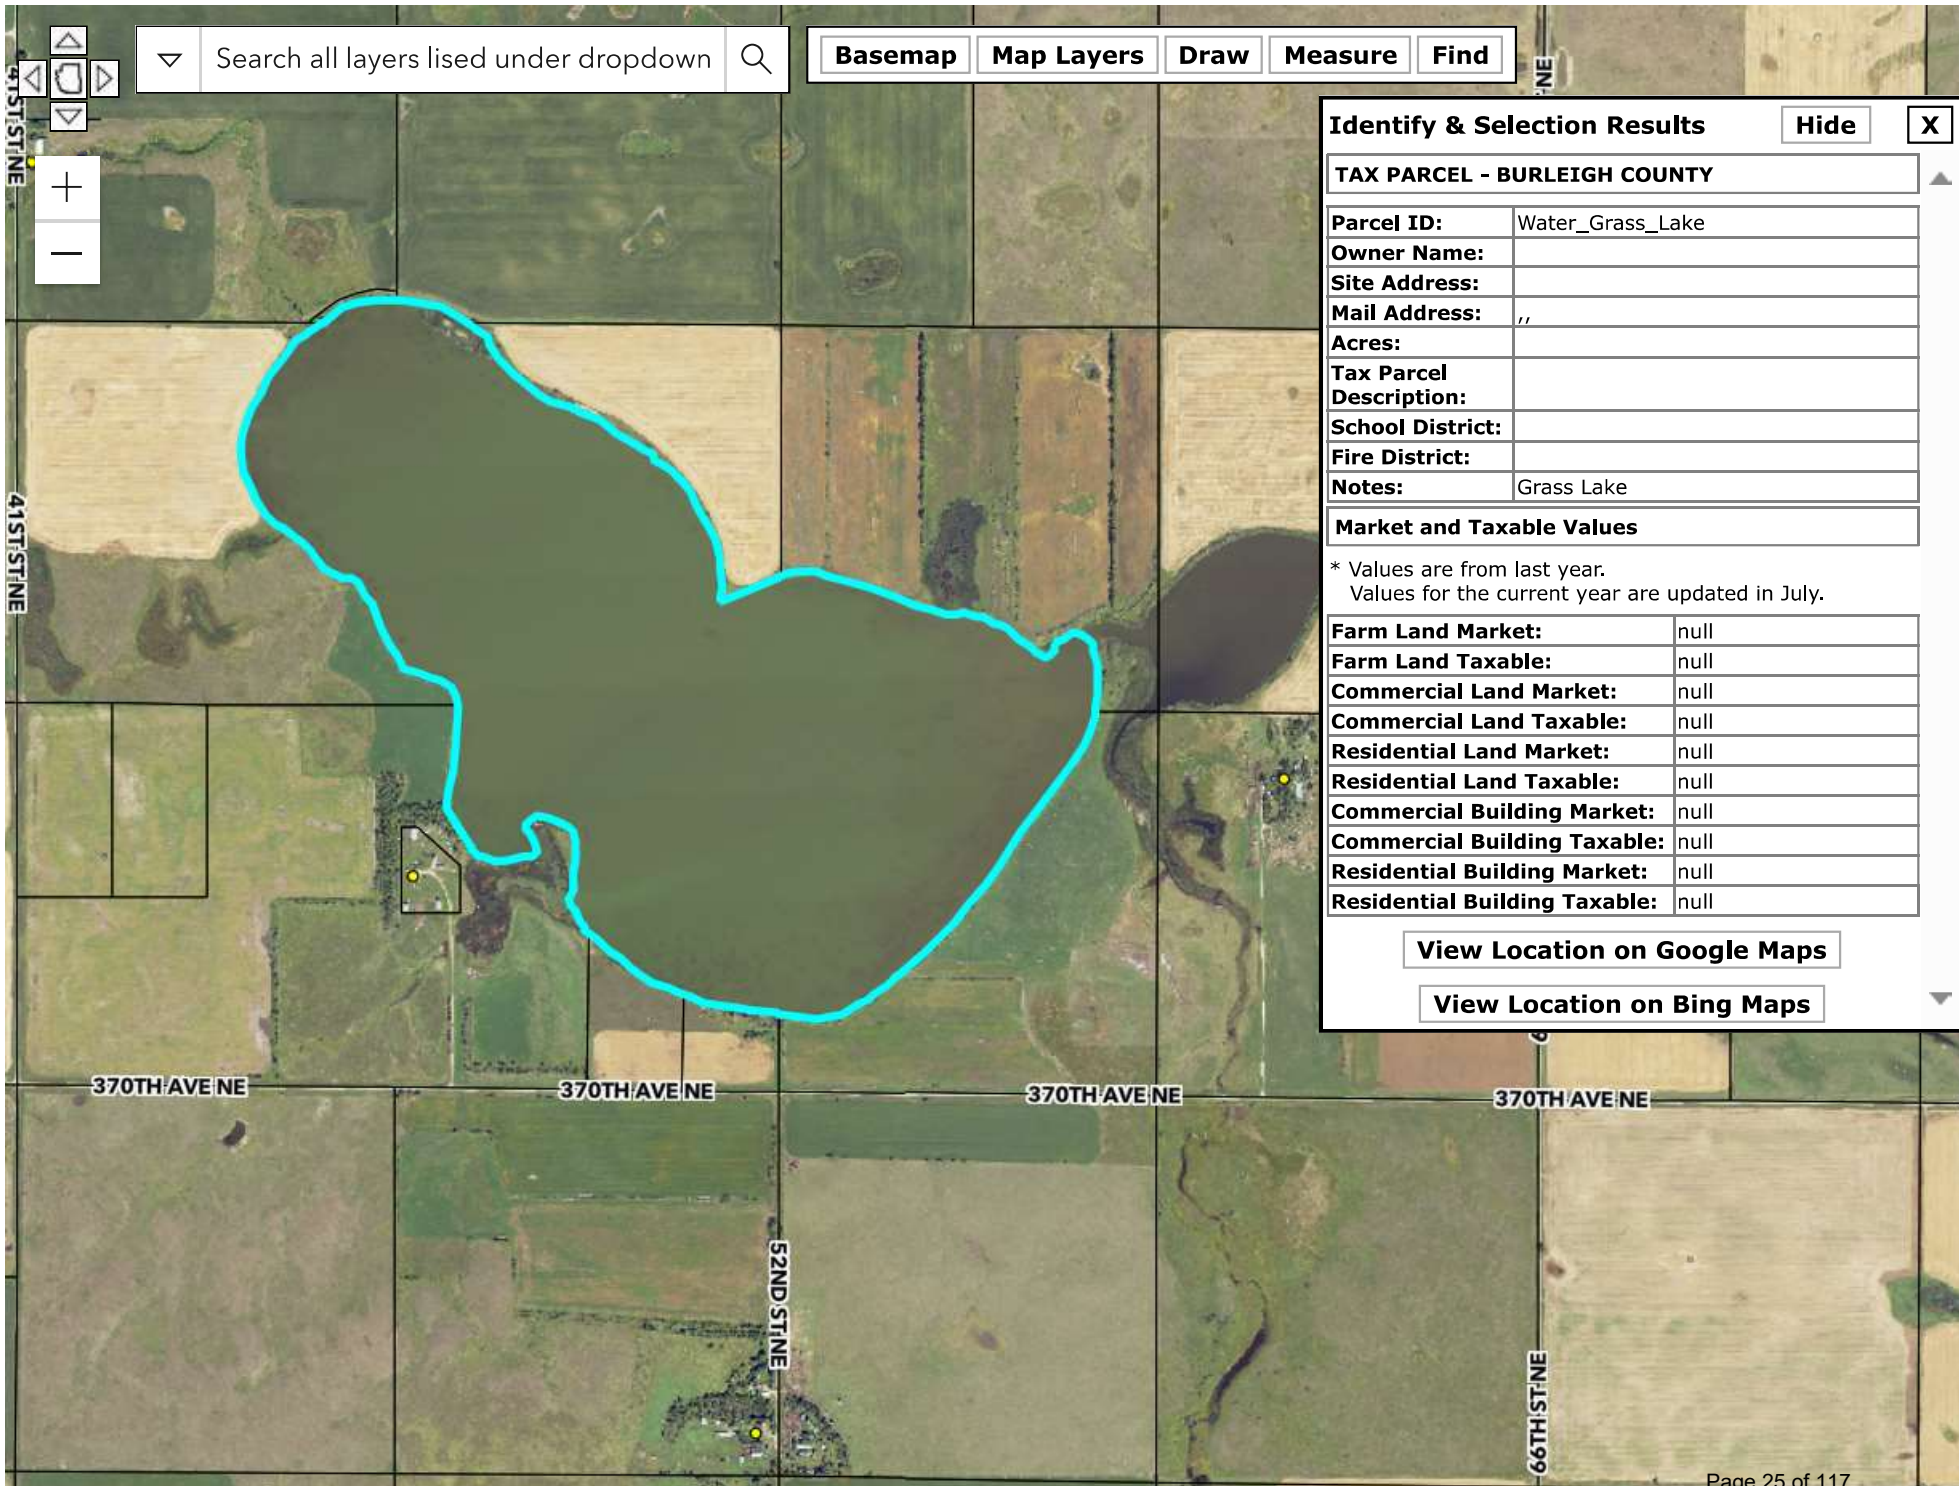 Search all layers lised under dropdown
Basemap
Map Layers
Draw
Measure
Find
NE
41ST ST NE
Identify & Selection Results
Hide
X
TAX PARCEL - BURLEIGH COUNTY
Parcel ID: Water_Grass_Lake
Owner Name:
Site Address:
Mail Address: ,,
Acres:
Tax Parcel
Description:
School District:
Fire District:
Notes: Grass Lake
Market and Taxable Values
* Values are from last year.
Values for the current year are updated in July.
Farm Land Market: null
Farm Land Taxable: null
Commercial Land Market: null
Commercial Land Taxable: null
Residential Land Market: null
Residential Land Taxable: null
Commercial Building Market: null
Commercial Building Taxable: null
Residential Building Market: null
Residential Building Taxable: null
View Location on Google Maps
View Location on Bing Maps
41ST ST NE
370TH AVE NE
370TH AVE NE
370TH AVE NE
370TH AVE NE
52ND ST NE
66TH ST NE
Page 25 of 117